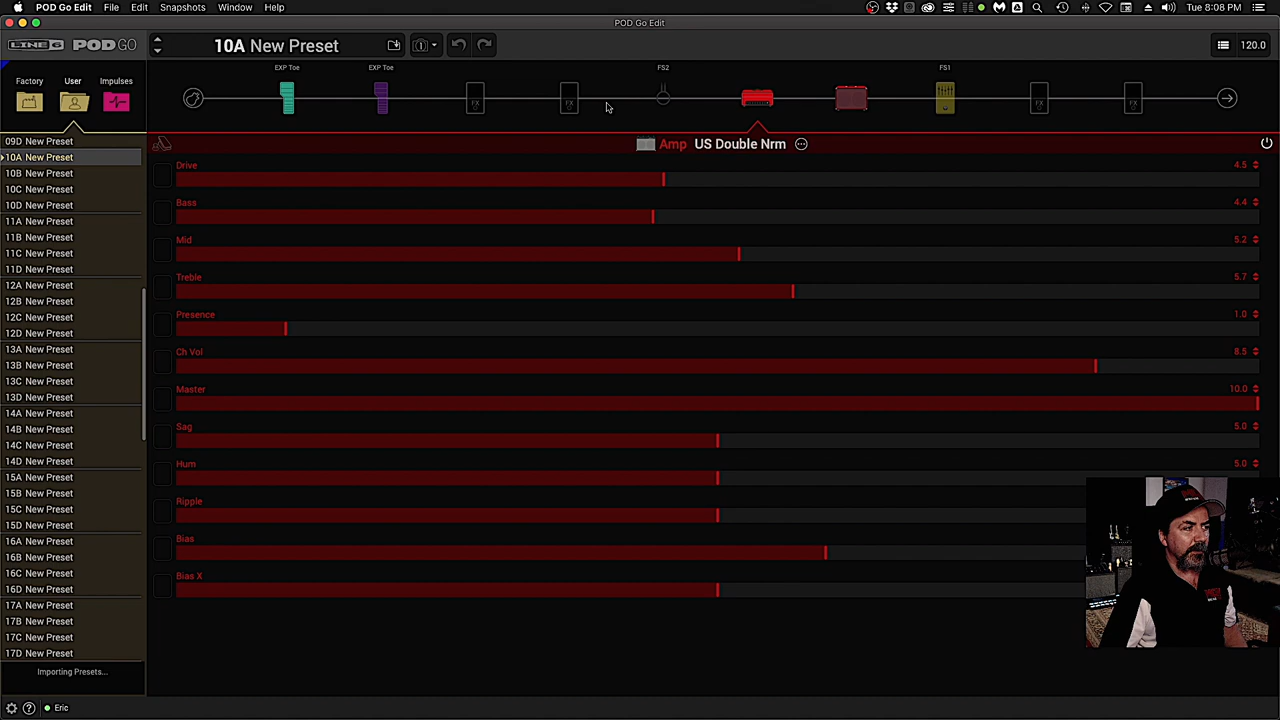 POD Go Edit File Edit Snapshots Window Help
Tue 8:08 PM
POD Go Edit
LINE 6 POD GO
10A New Preset
120.0
Factory User Impulses
EXP Toe EXP Toe FS2 FS1
FX FX FX FX
Amp US Double Nrm
09D New Preset
10A New Preset
10B New Preset
10C New Preset
10D New Preset
11A New Preset
11B New Preset
11C New Preset
11D New Preset
12A New Preset
12B New Preset
12C New Preset
12D New Preset
13A New Preset
13B New Preset
13C New Preset
13D New Preset
14A New Preset
14B New Preset
14C New Preset
14D New Preset
15A New Preset
15B New Preset
15C New Preset
15D New Preset
16A New Preset
16B New Preset
16C New Preset
16D New Preset
17A New Preset
17B New Preset
17C New Preset
17D New Preset
Importing Presets...
Eric
Drive 4.5
Bass 4.4
Mid 5.2
Treble 5.7
Presence 1.0
Ch Vol 8.5
Master 10.0
Sag 5.0
Hum 5.0
Ripple
Bias
Bias X